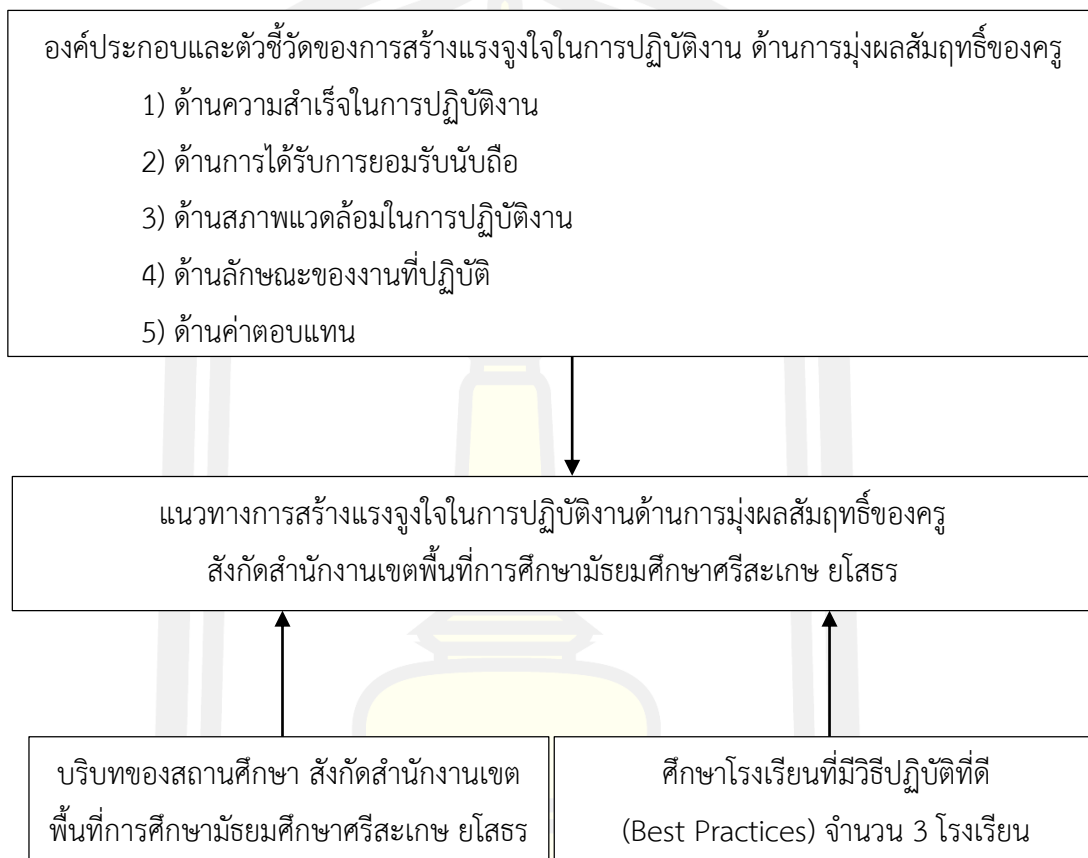 องค์ประกอบและตัวชี้วัดของการสร้างแรงจูงใจในการปฏิบัติงาน ด้านการมุ่งผลสัมฤทธิ์ของครู
1) ด้านความสำเร็จในการปฏิบัติงาน
2) ด้านการได้รับการยอมรับนับถือ
3) ด้านสภาพแวดล้อมในการปฏิบัติงาน
4) ด้านลักษณะของงานที่ปฏิบัติ
5) ด้านค่าตอบแทน
แนวทางการสร้างแรงจูงใจในการปฏิบัติงานด้านการมุ่งผลสัมฤทธิ์ของครู
สังกัดสำนักงานเขตพื้นที่การศึกษามัธยมศึกษาศรีสะเกษ ยโสธร
บริบทของสถานศึกษา สังกัดสำนักงานเขต
พื้นที่การศึกษามัธยมศึกษาศรีสะเกษ ยโสธร
ศึกษาโรงเรียนที่มีวิธีปฏิบัติที่ดี
(Best Practices) จำนวน 3 โรงเรียน